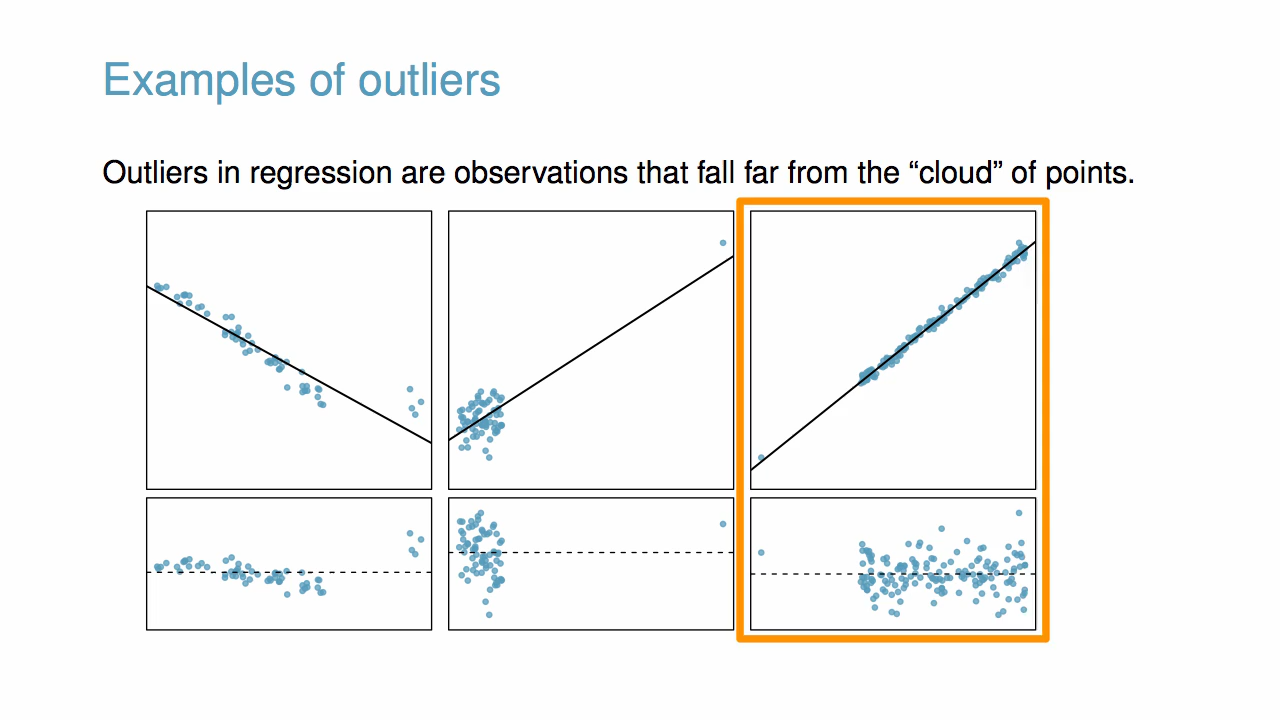 Examples of outliers
Outliers in regression are observations that fall far from the “cloud” of points.